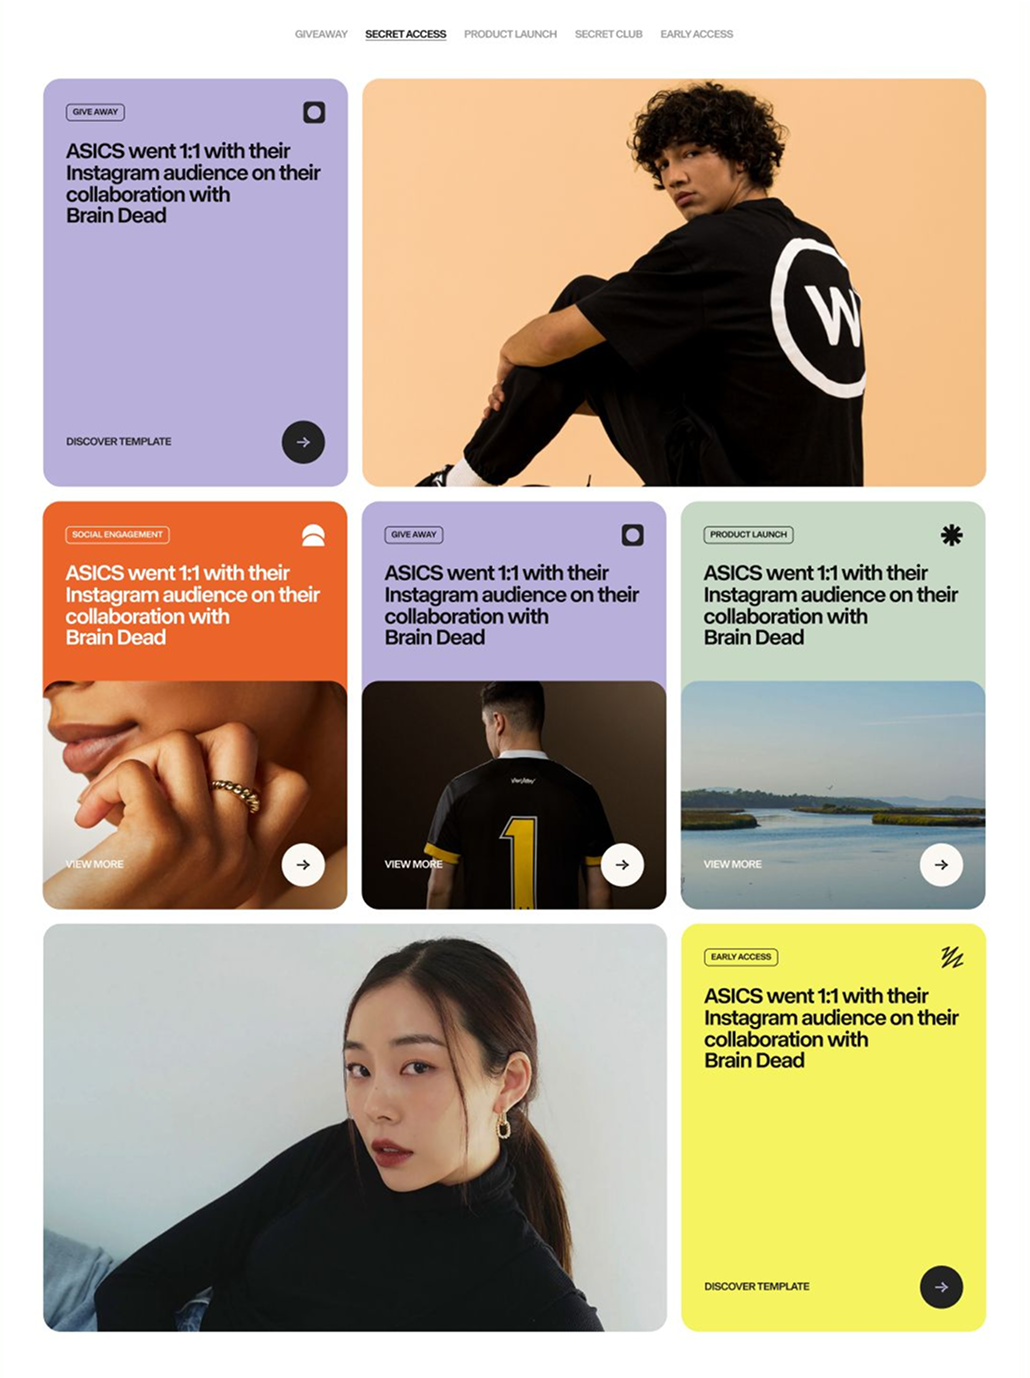 GIVEAWAY SECRET ACCESS PRODUCT LAUNCH SECRET CLUB EARLY ACCESS
GIVE AWAY
ASICS went 1:1 with their
Instagram audience on their
collaboration with
Brain Dead
DISCOVER TEMPLATE
W
SOCIAL ENGAGEMENT
ASICS went 1:1 with their
Instagram audience on their
collaboration with
Brain Dead
VIEW MORE
GIVE AWAY
ASICS went 1:1 with their
Instagram audience on their
collaboration with
Brain Dead
1
VIEW MORE
PRODUCT LAUNCH
ASICS went 1:1 with their
Instagram audience on their
collaboration with
Brain Dead
VIEW MORE
EARLY ACCESS
ASICS went 1:1 with their
Instagram audience on their
collaboration with
Brain Dead
DISCOVER TEMPLATE